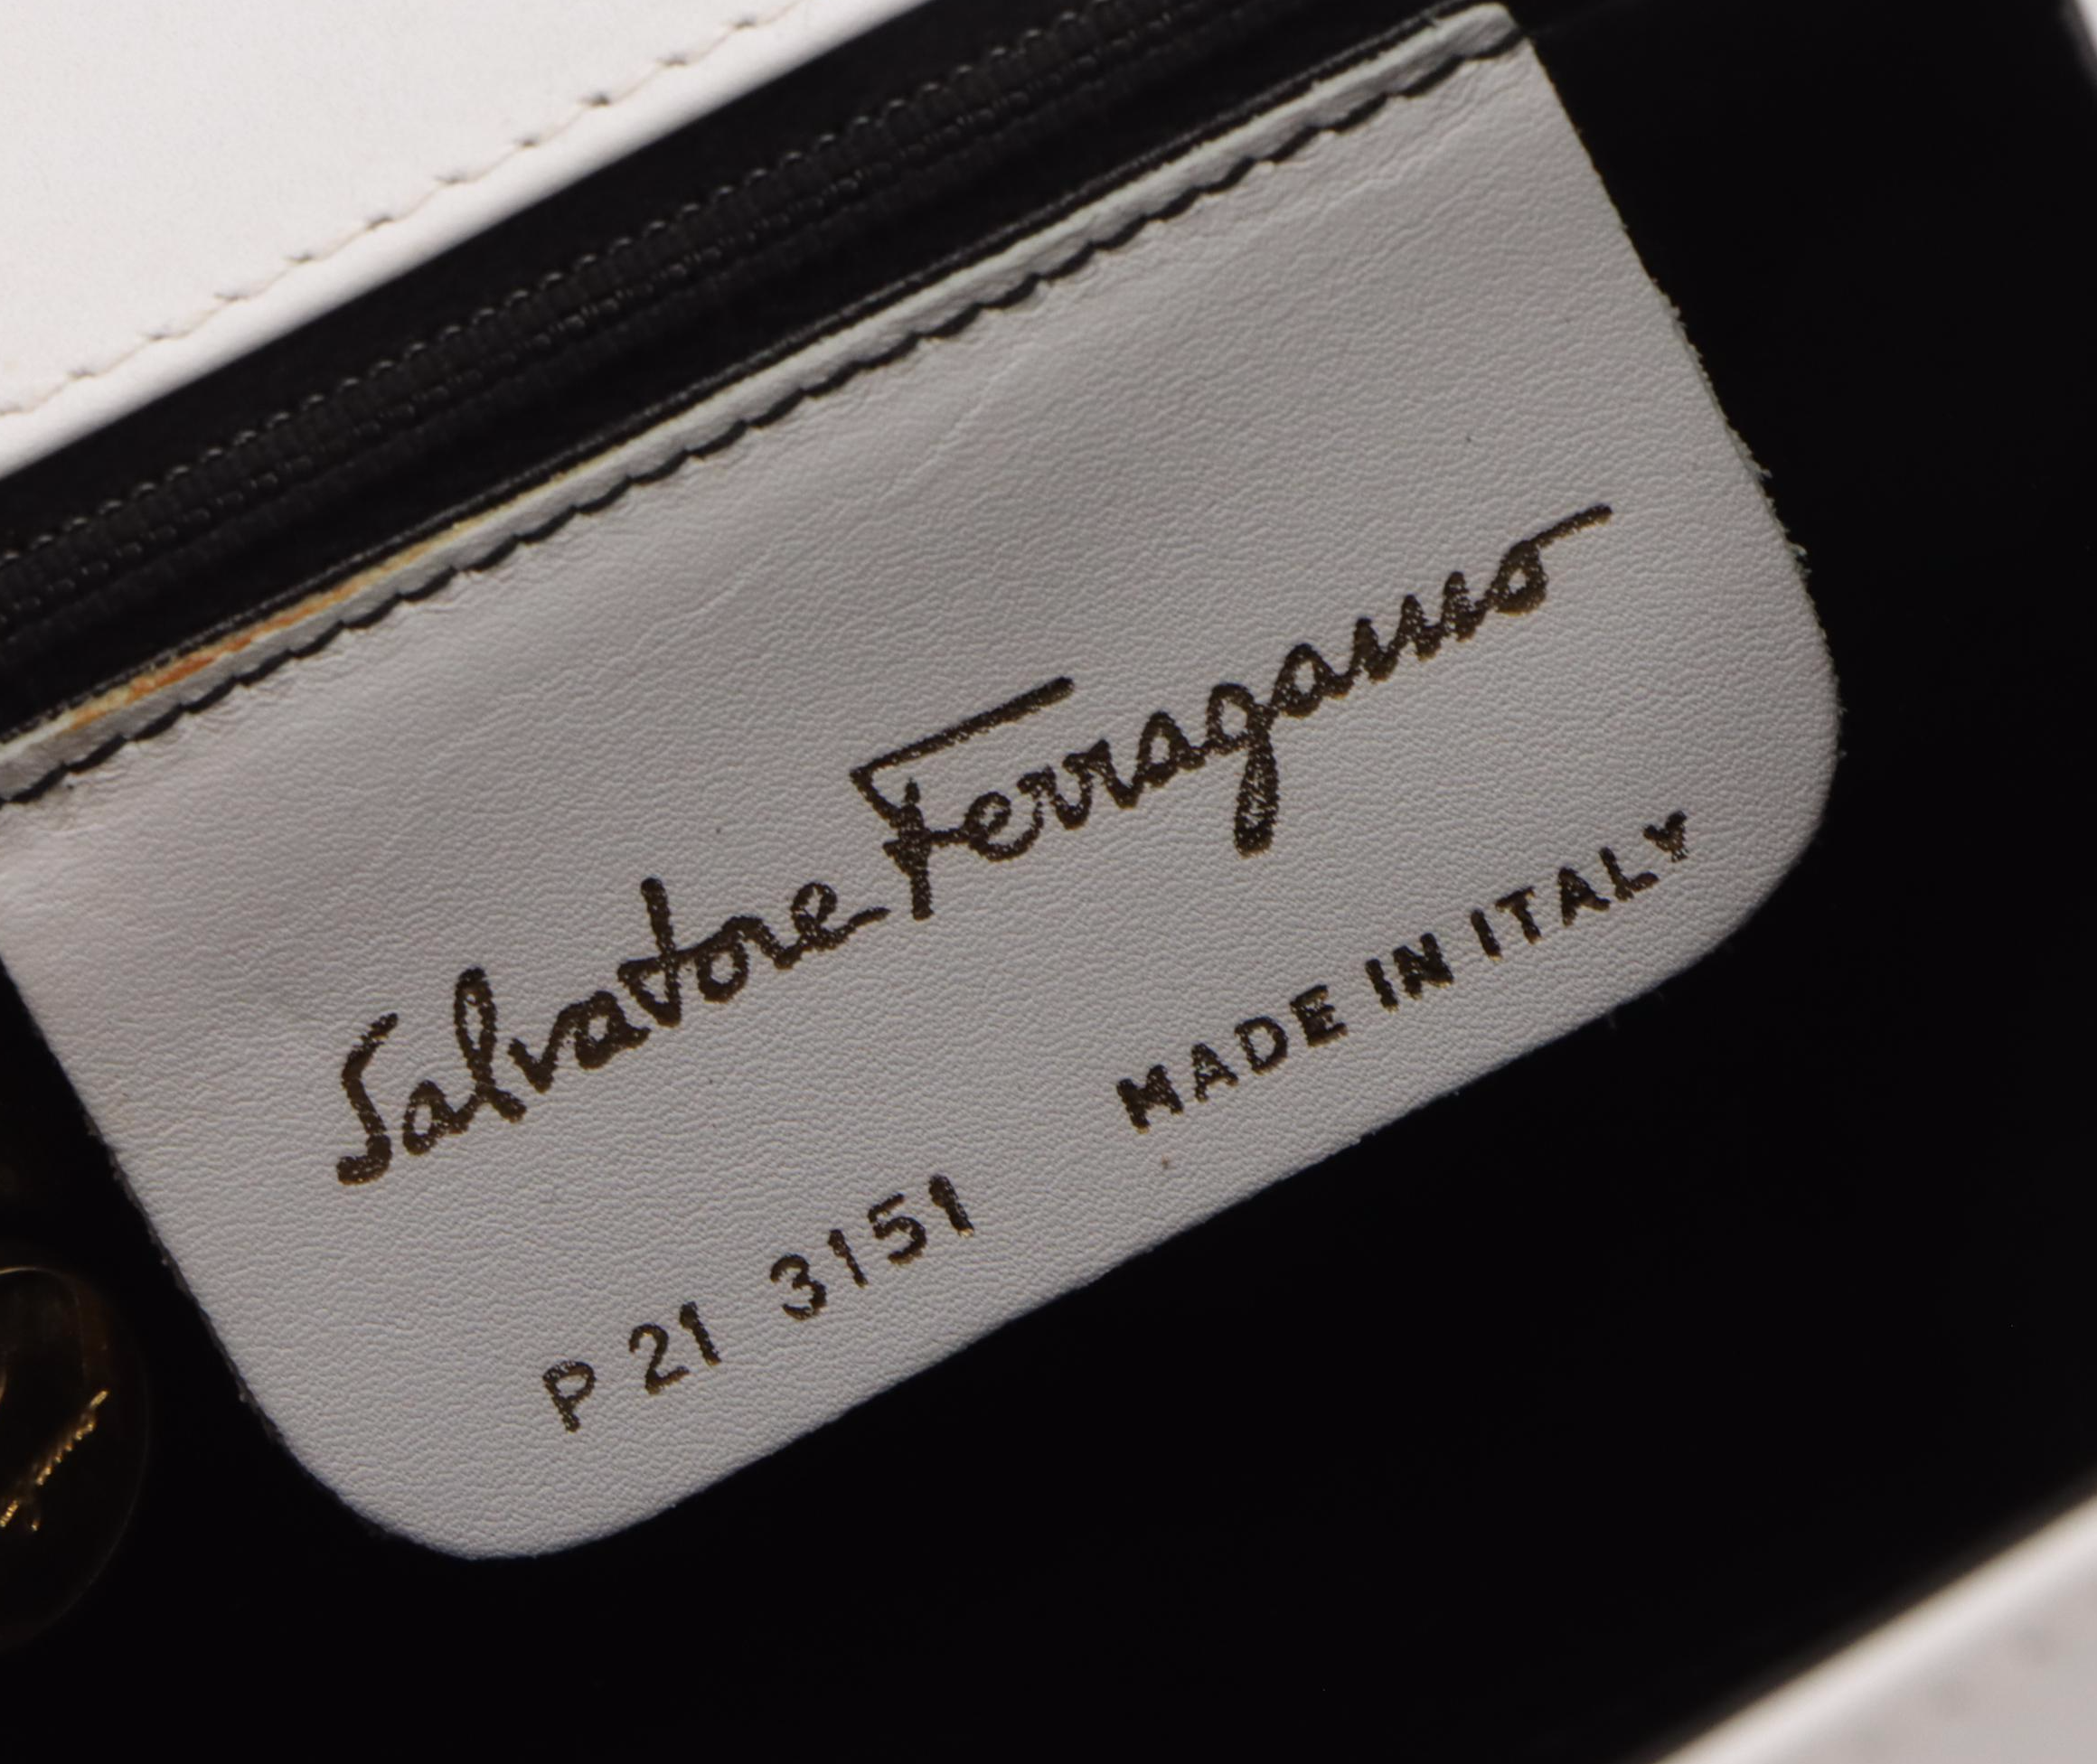 Salvatore Ferragamo
P 21 3151 MADE IN ITALY